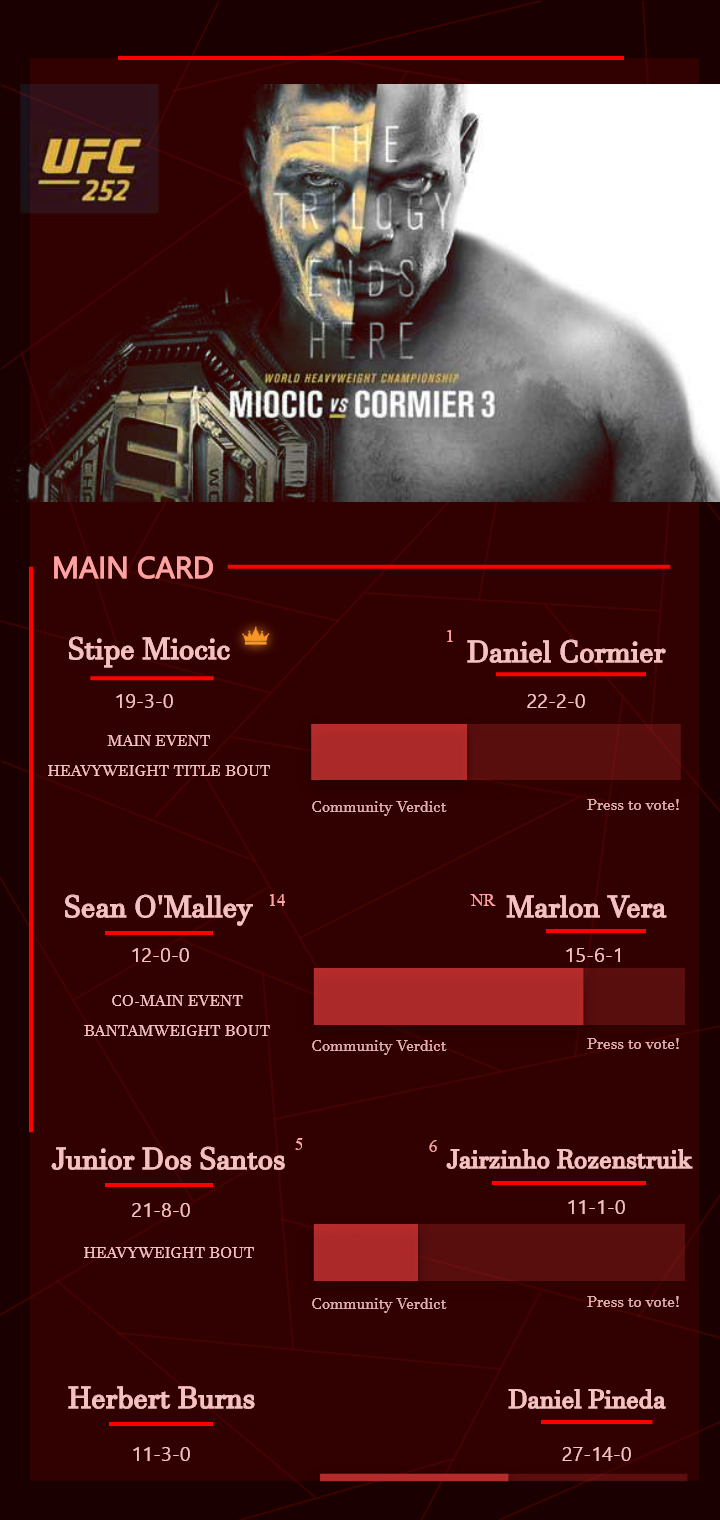 UFC
252
THE
TRILOGY
ENDS
HERE
WORLD HEAVYWEIGHT CHAMPIONSHIP
MIOCIC VS CORMIER 3
MAIN CARD
Stipe Miocic
1 Daniel Cormier
19-3-0
22-2-0
MAIN EVENT
HEAVYWEIGHT TITLE BOUT
Community Verdict
Press to vote!
Sean O'Malley 14
NR Marlon Vera
12-0-0
15-6-1
CO-MAIN EVENT
BANTAMWEIGHT BOUT
Community Verdict
Press to vote!
Junior Dos Santos 5
6 Jairzinho Rozenstruik
21-8-0
11-1-0
HEAVYWEIGHT BOUT
Community Verdict
Press to vote!
Herbert Burns
Daniel Pineda
11-3-0
27-14-0